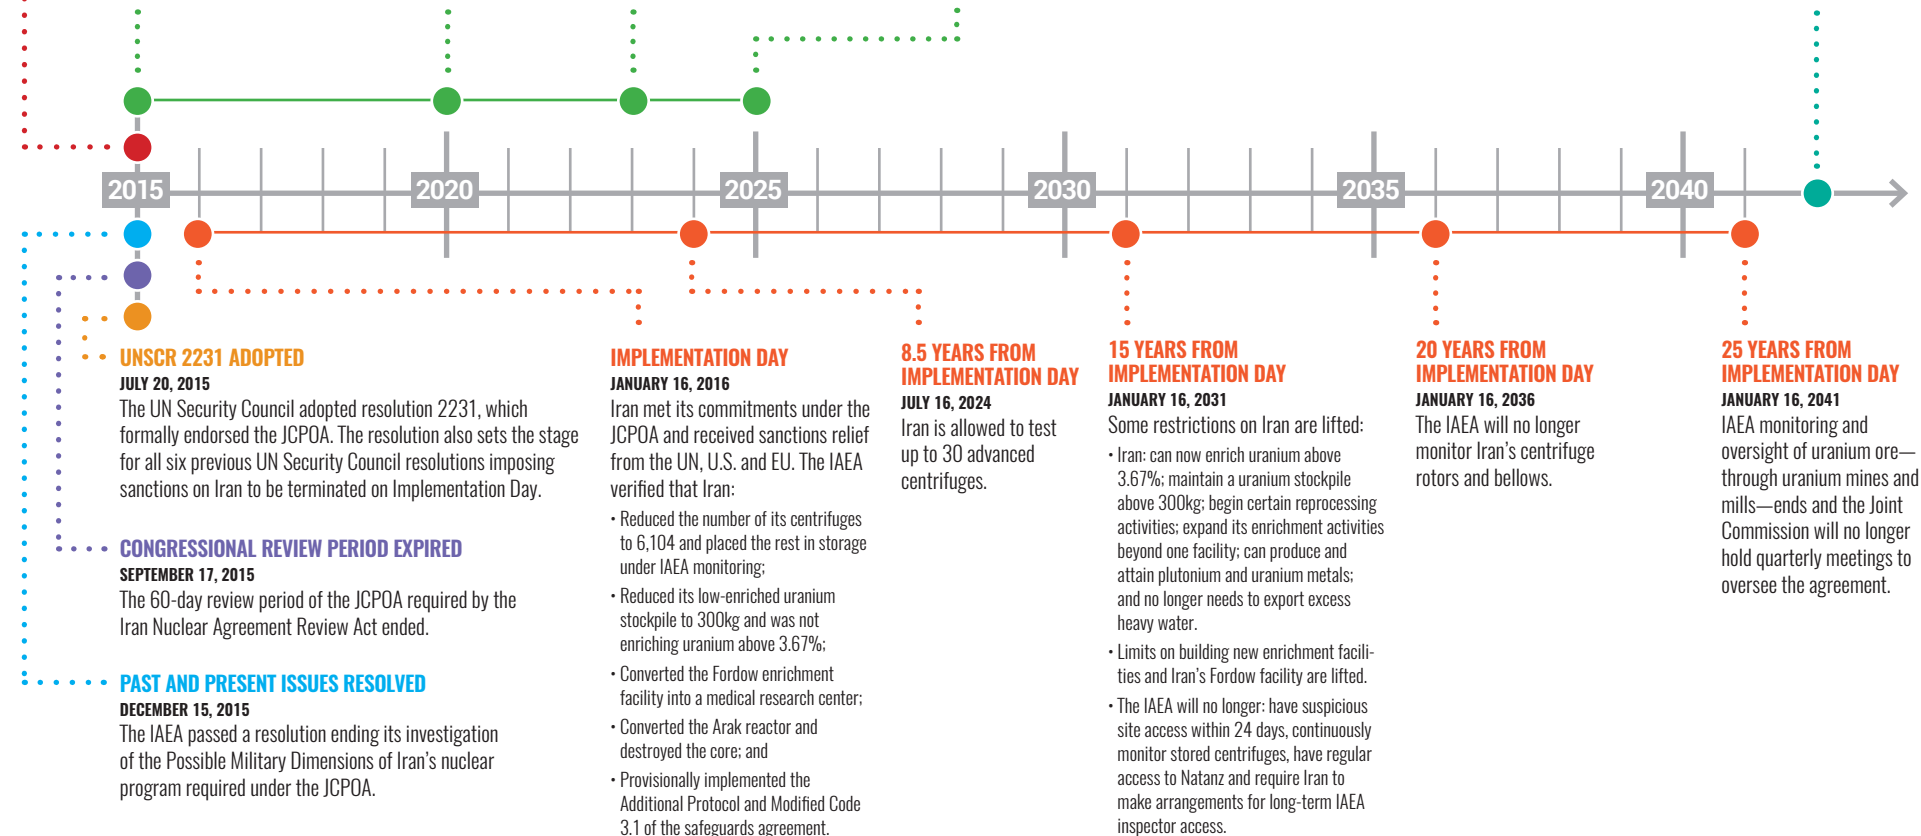 2015
2020
2025
2030
2035
2040
UNSCR 2231 ADOPTED
JULY 20, 2015
The UN Security Council adopted resolution 2231, which
formally endorsed the JCPOA. The resolution also sets the stage
for all six previous UN Security Council resolutions imposing
sanctions on Iran to be terminated on Implementation Day.
CONGRESSIONAL REVIEW PERIOD EXPIRED
SEPTEMBER 17, 2015
The 60-day review period of the JCPOA required by the
Iran Nuclear Agreement Review Act ended.
PAST AND PRESENT ISSUES RESOLVED
DECEMBER 15, 2015
The IAEA passed a resolution ending its investigation
of the Possible Military Dimensions of Iran's nuclear
program required under the JCPOA.
IMPLEMENTATION DAY
JANUARY 16, 2016
Iran met its commitments under the
JCPOA and received sanctions relief
from the UN, U.S. and EU. The IAEA
verified that Iran:
• Reduced the number of its centrifuges
to 6,104 and placed the rest in storage
under IAEA monitoring;
• Reduced its low-enriched uranium
stockpile to 300kg and was not
enriching uranium above 3.67%;
• Converted the Fordow enrichment
facility into a medical research center;
• Converted the Arak reactor and
destroyed the core; and
• Provisionally implemented the
Additional Protocol and Modified Code
3.1 of the safeguards agreement.
8.5 YEARS FROM
IMPLEMENTATION DAY
JULY 16, 2024
Iran is allowed to test
up to 30 advanced
centrifuges.
15 YEARS FROM
IMPLEMENTATION DAY
JANUARY 16, 2031
Some restrictions on Iran are lifted:
• Iran: can now enrich uranium above
3.67%; maintain a uranium stockpile
above 300kg; begin certain reprocessing
activities; expand its enrichment activities
beyond one facility; can produce and
attain plutonium and uranium metals;
and no longer needs to export excess
heavy water.
• Limits on building new enrichment facili-
ties and Iran's Fordow facility are lifted.
• The IAEA will no longer: have suspicious
site access within 24 days, continuously
monitor stored centrifuges, have regular
access to Natanz and require Iran to
make arrangements for long-term IAEA
inspector access.
20 YEARS FROM
IMPLEMENTATION DAY
JANUARY 16, 2036
The IAEA will no longer
monitor Iran's centrifuge
rotors and bellows.
25 YEARS FROM
IMPLEMENTATION DAY
JANUARY 16, 2041
IAEA monitoring and
oversight of uranium ore—
through uranium mines and
mills—ends and the Joint
Commission will no longer
hold quarterly meetings to
oversee the agreement.